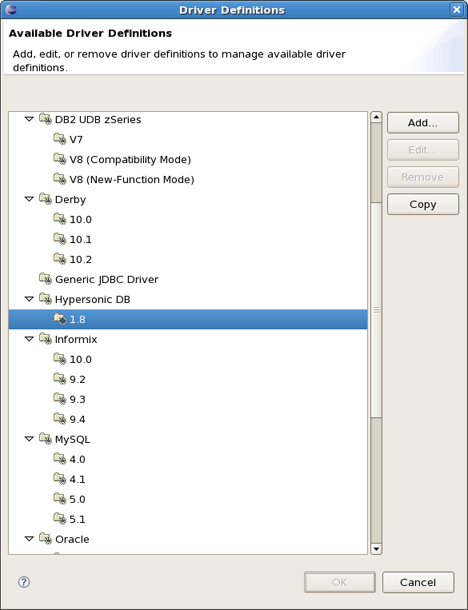 Driver Definitions
Available Driver Definitions
Add, edit, or remove driver definitions to manage available driver
definitions.
DB2 UDB zSeries
V7
V8 (Compatibility Mode)
V8 (New-Function Mode)
Derby
10.0
10.1
10.2
Generic JDBC Driver
Hypersonic DB
1.8
Informix
10.0
9.2
9.3
9.4
MySQL
4.0
4.1
5.0
5.1
Oracle
Add...
Edit...
Remove
Copy
?
OK
Cancel